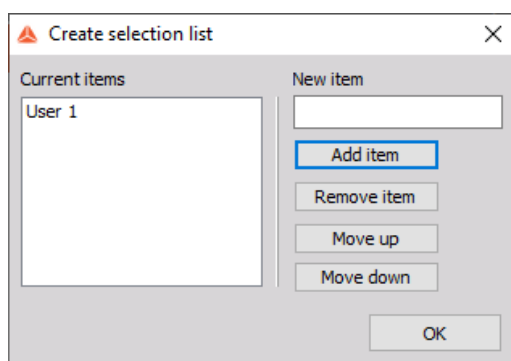 Create selection list
Current items
New item
User 1
Add item
Remove item
Move up
Move down
OK